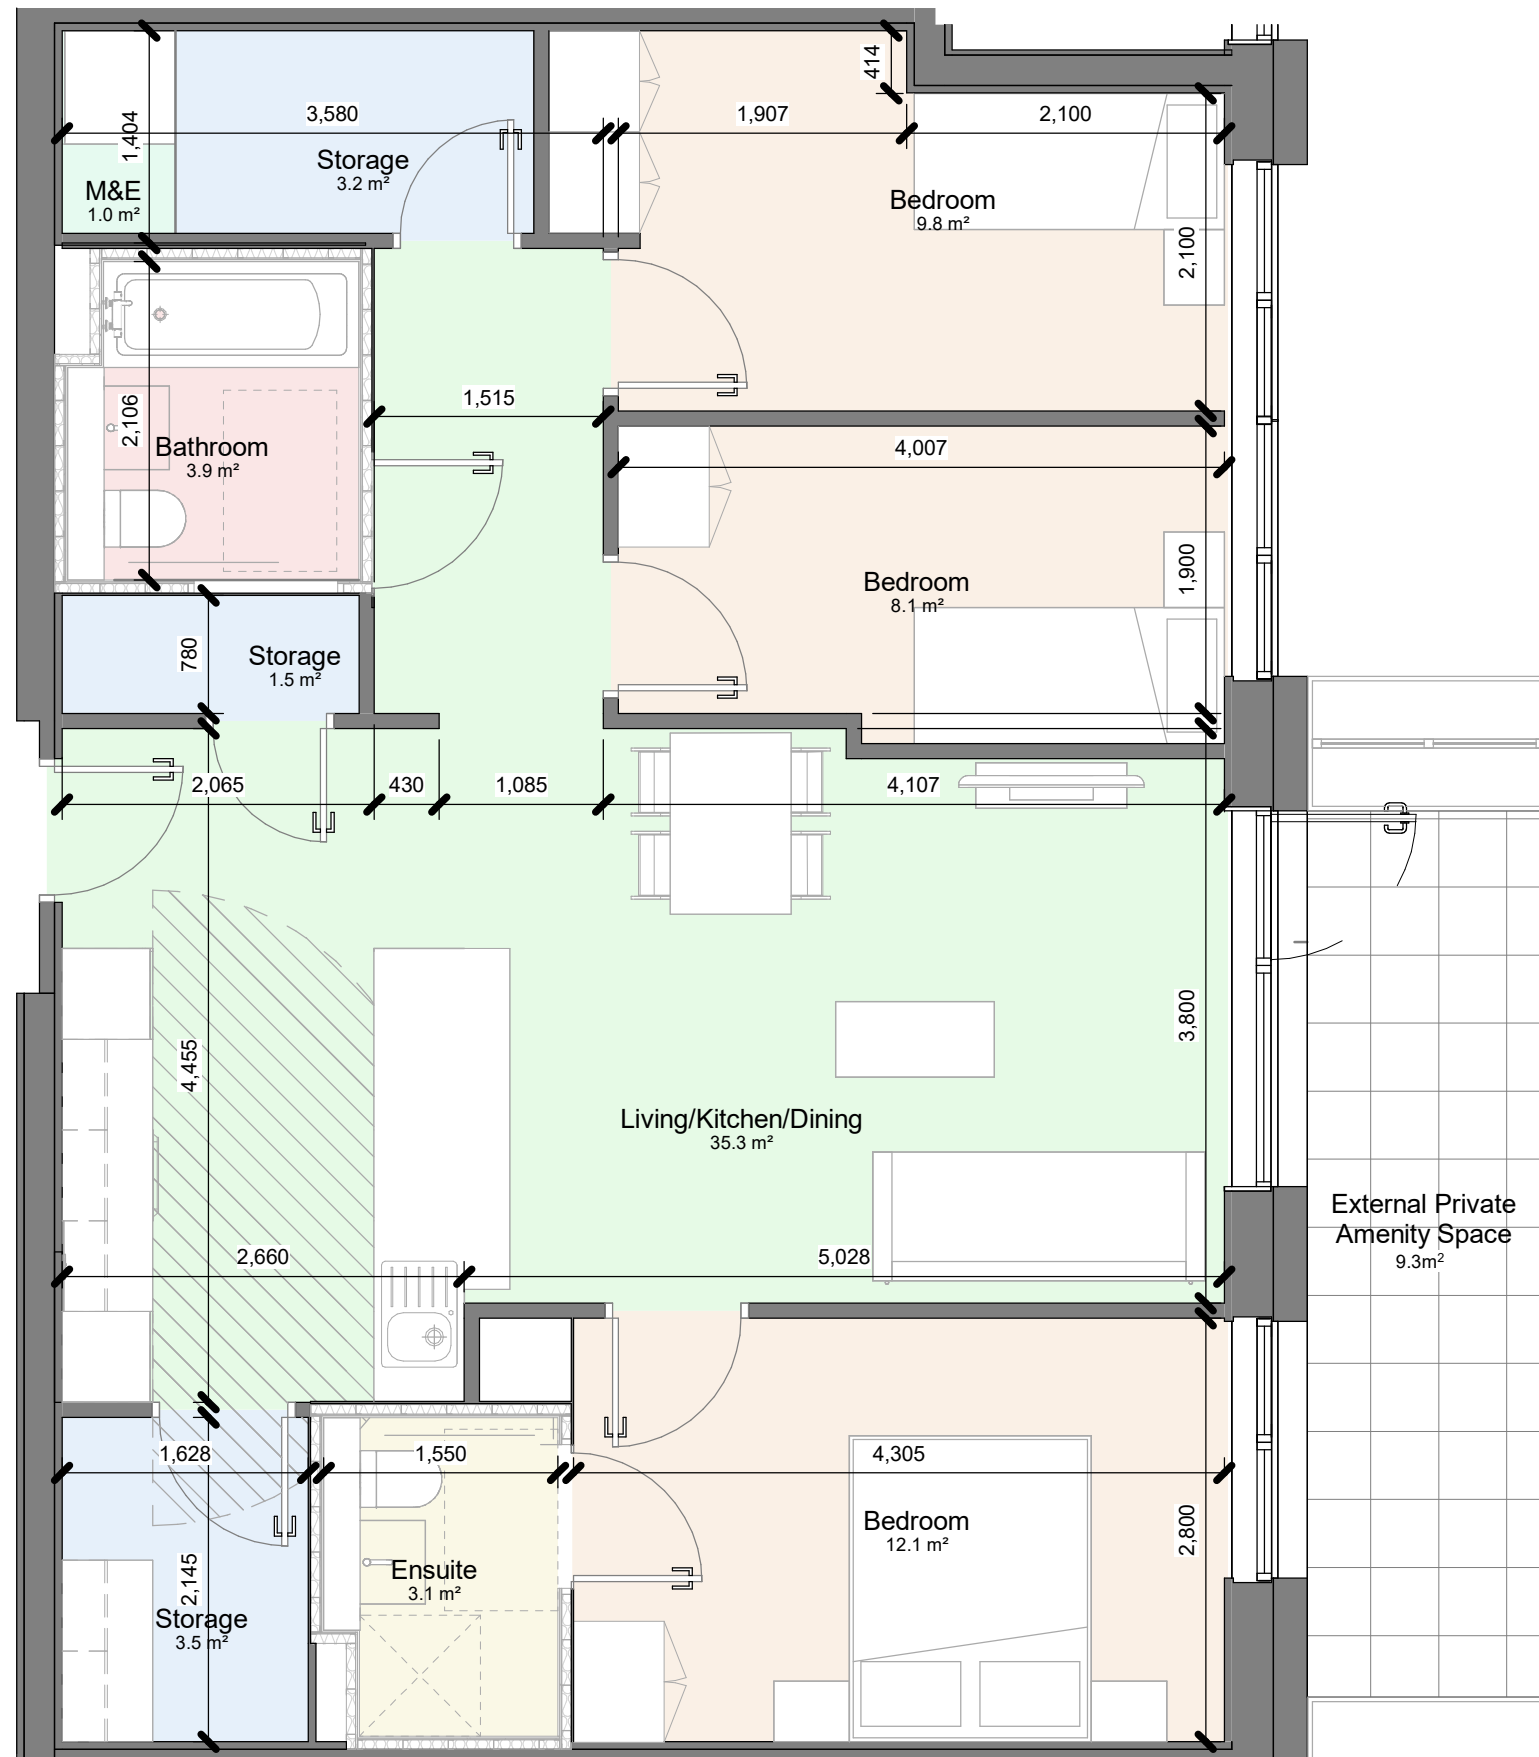 414
3,580
1,907
2,100
1,404
Storage
3.2 m²
M&E
1.0 m²
Bedroom
9.8 m²
2,100
1,515
2,106
Bathroom
3.9 m²
4,007
1,900
Bedroom
8.1 m²
780
Storage
1.5 m²
2,065
430
1,085
4,107
3,800
4,455
Living/Kitchen/Dining
35.3 m²
External Private
Amenity Space
9.3m²
2,660
5,028
1,628
1,550
4,305
Bedroom
12.1 m²
2,800
2,145
Ensuite
3.1 m²
Storage
3.5 m²